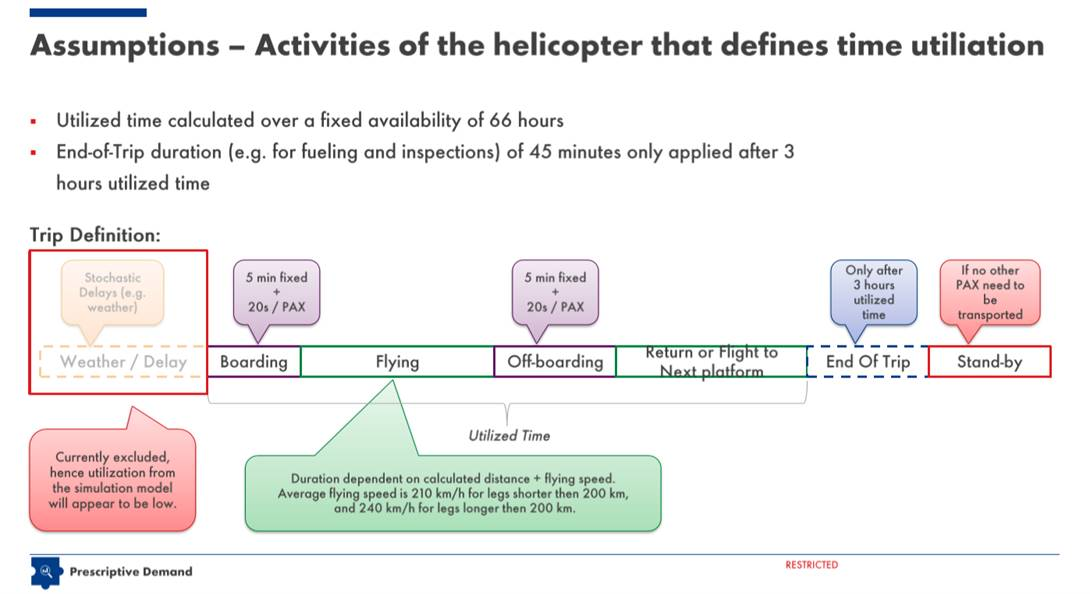 Assumptions – Activities of the helicopter that defines time utiliation
▪ Utilized time calculated over a fixed availability of 66 hours
▪ End-of-Trip duration (e.g. for fueling and inspections) of 45 minutes only applied after 3
hours utilized time
Trip Definition:
Stochastic
Delays (e.g.
weather)
5 min fixed
+
20s / PAX
5 min fixed
+
20s / PAX
Only after
3 hours
utilized
time
If no other
PAX need to
be
transported
Weather / Delay
Boarding
Flying
Off-boarding
Return or Flight to
Next platform
End Of Trip
Stand-by
Utilized Time
Currently excluded,
hence utilization from
the simulation model
will appear to be low.
Duration dependent on calculated distance + flying speed.
Average flying speed is 210 km/h for legs shorter then 200 km,
and 240 km/h for legs longer then 200 km.
Prescriptive Demand
RESTRICTED